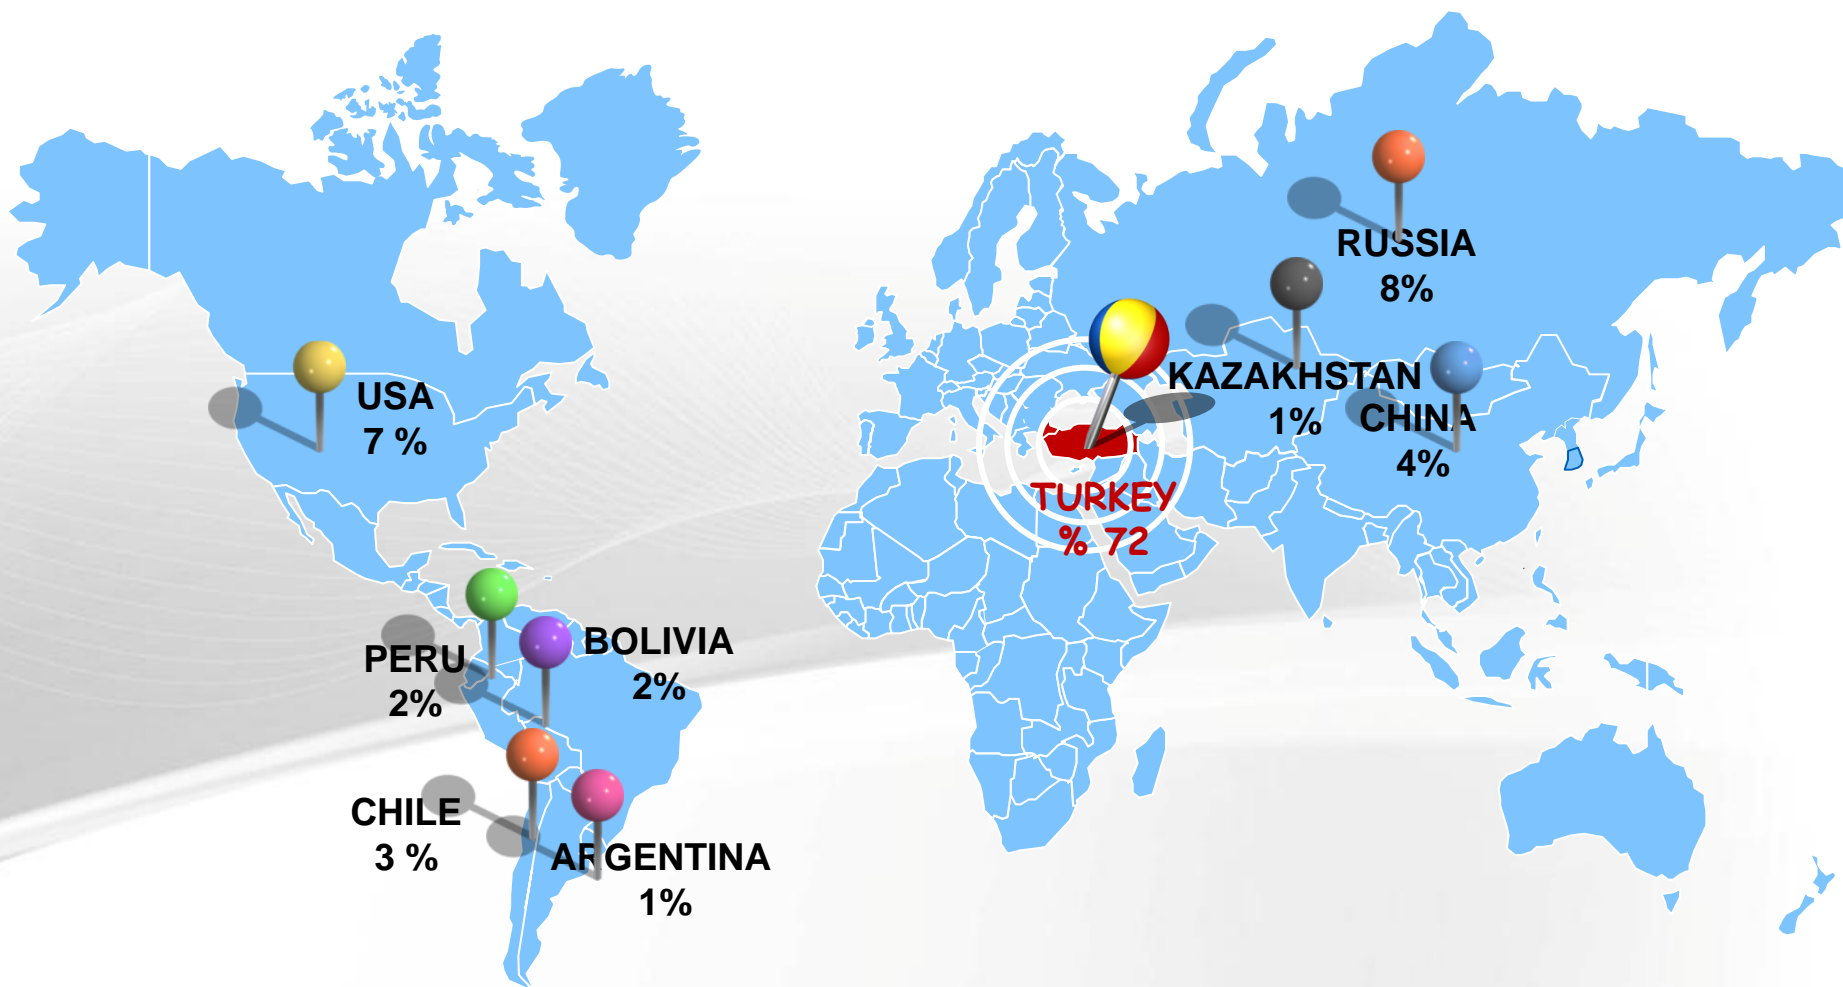 RUSSIA
8%
KAZAKHSTAN
1%
CHINA
4%
USA
7 %
TURKEY
% 72
PERU
2%
BOLIVIA
2%
CHILE
3 %
ARGENTINA
1%